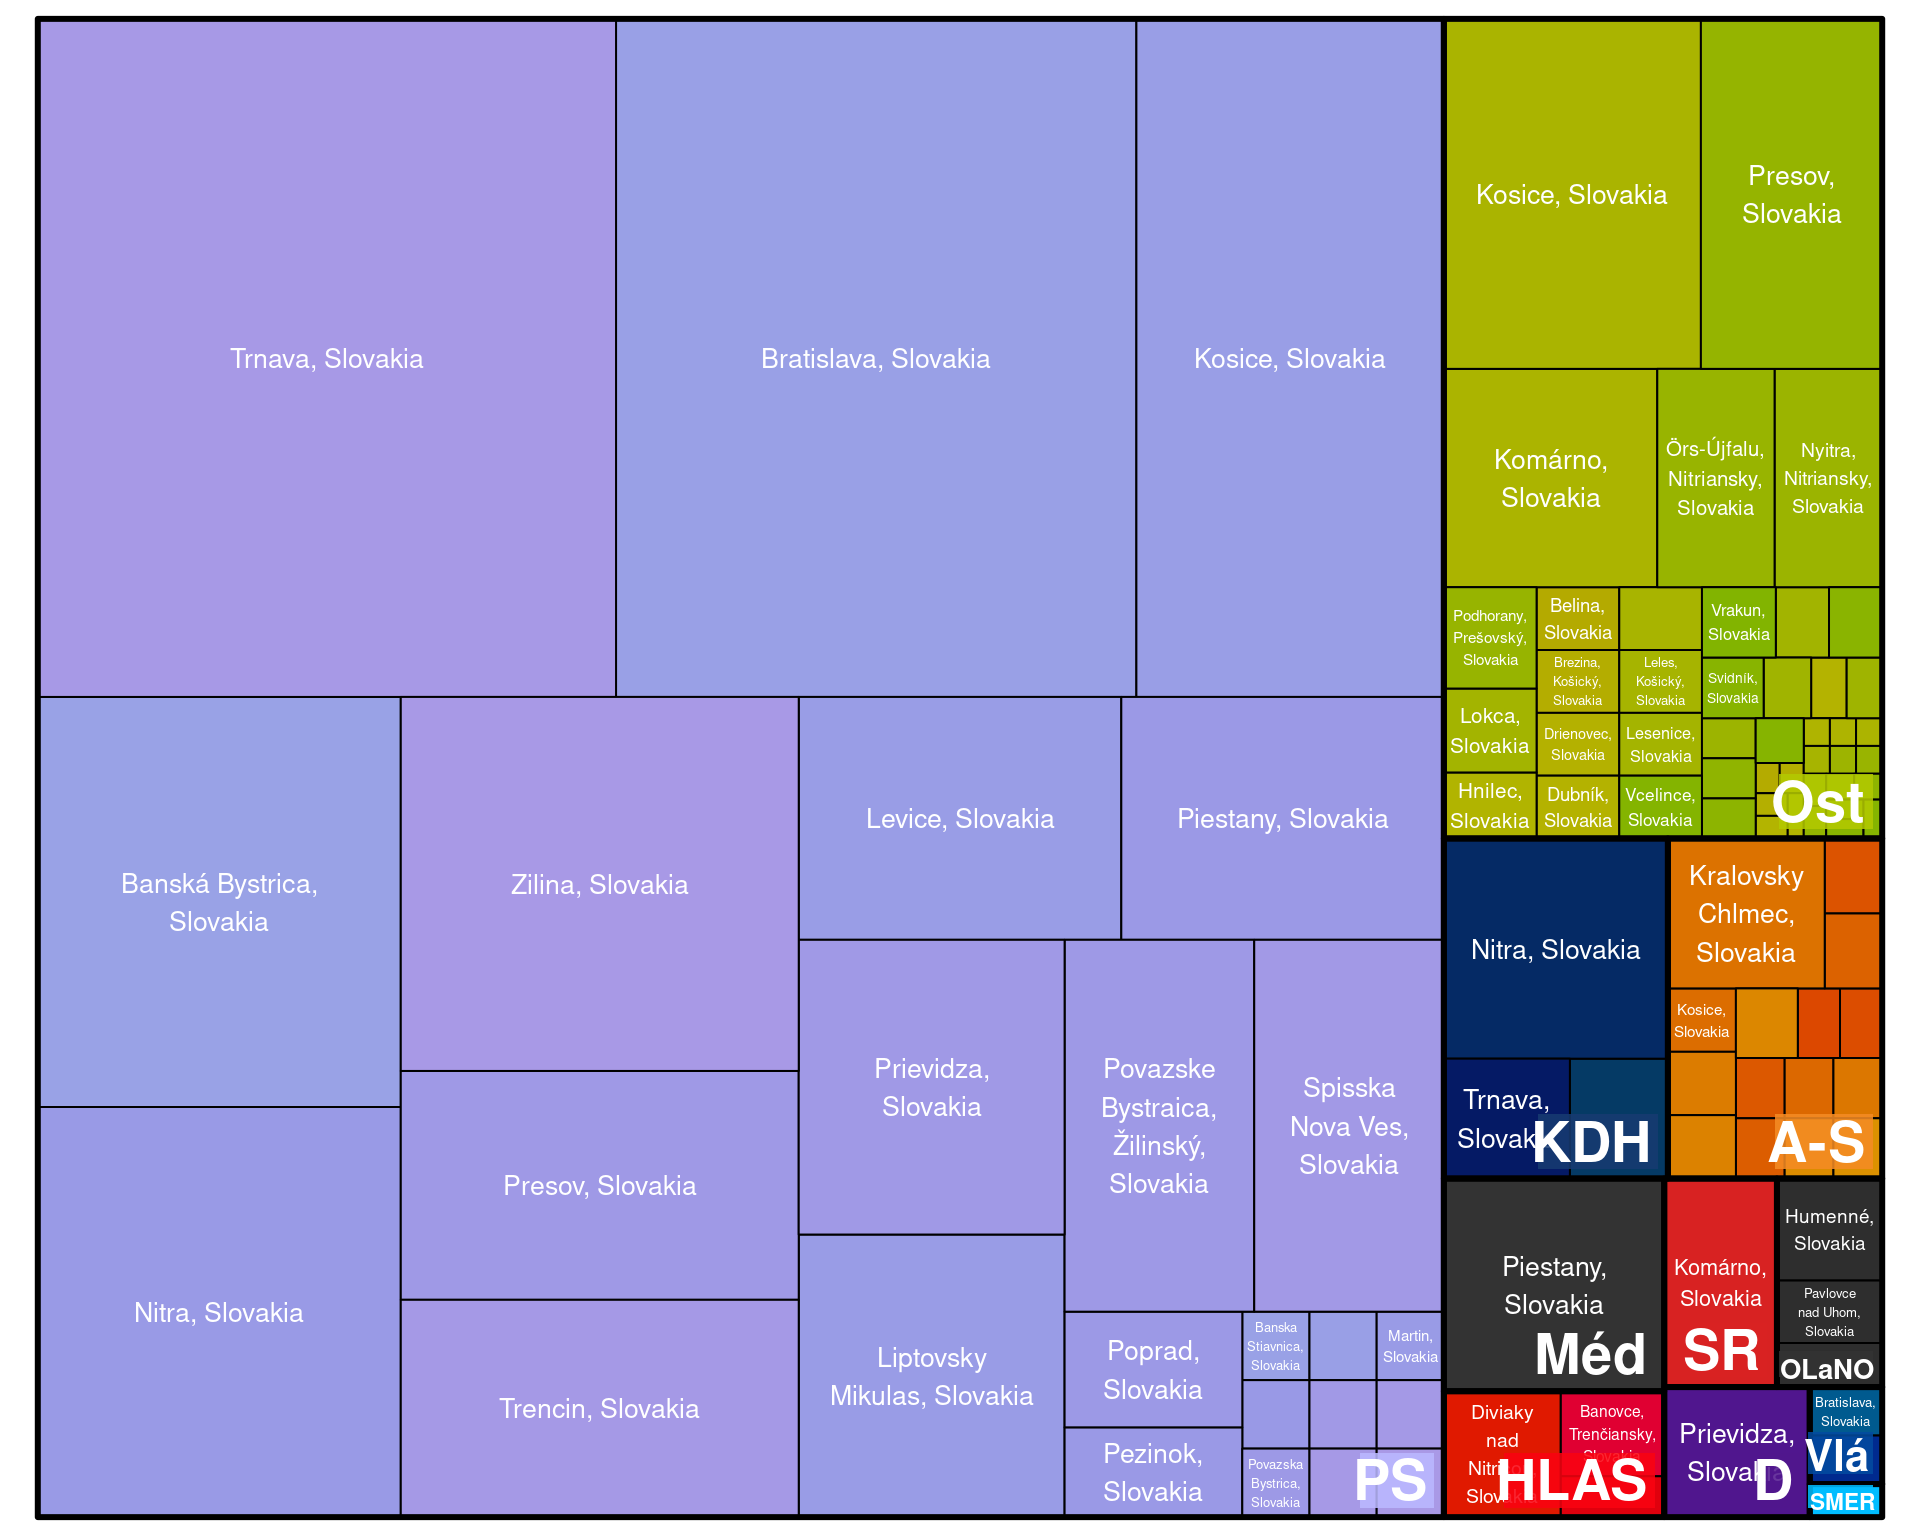 Trnava, Slovakia
Bratislava, Slovakia
Kosice, Slovakia
Banská Bystrica,
Slovakia
Zilina, Slovakia
Levice, Slovakia
Piestany, Slovakia
Prievidza,
Slovakia
Povazske
Bystraica,
Žilinský,
Slovakia
Spisska
Nova Ves,
Slovakia
Nitra, Slovakia
Presov, Slovakia
Trencin, Slovakia
Liptovsky
Mikulas, Slovakia
Poprad,
Slovakia
Pezinok,
Slovakia
Banska
Stiavnica,
Slovakia
Martin,
Slovakia
Povazska
Bystrica,
Slovakia
PS
Kosice, Slovakia
Presov,
Slovakia
Komárno,
Slovakia
Örs-Újfalu,
Nitriansky,
Slovakia
Nyitra,
Nitriansky,
Slovakia
Podhorany,
Prešovský,
Slovakia
Lokca,
Slovakia
Hnilec,
Slovakia
Belina,
Slovakia
Brezina,
Košický,
Slovakia
Drienovec,
Slovakia
Dubník,
Slovakia
Leles,
Košický,
Slovakia
Lesenice,
Slovakia
Vcelince,
Slovakia
Vrakun,
Slovakia
Svidník,
Slovakia
Ost
Nitra, Slovakia
Trnava,
Slovakia
KDH
Kralovsky
Chlmec,
Slovakia
Kosice,
Slovakia
A-S
Piestany,
Slovakia
Méd
Komárno,
Slovakia
SR
Humenné,
Slovakia
Pavlovce
nad Uhom,
Slovakia
OLaNO
Diviaky
nad
Slovakia
Banovce,
Trenčiansky,
Slovakia
HLAS
Prievidza,
Slovakia
D
Bratislava,
Slovakia
Vlá
SMER